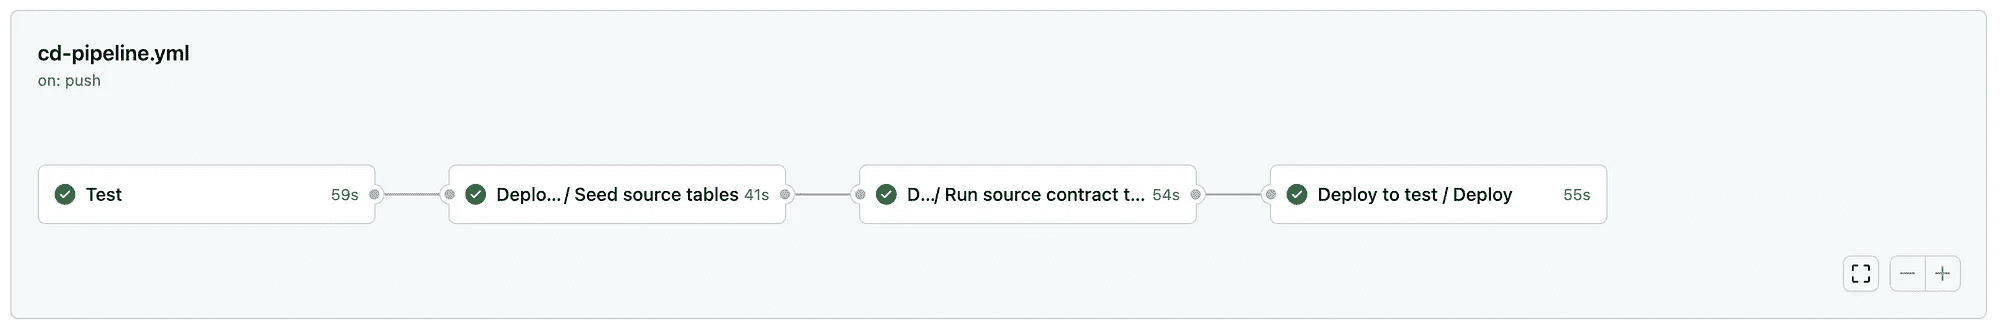 cd-pipeline.yml
on: push
Test 59s
Deplo... / Seed source tables 41s
D.../ Run source contract t... 54s
Deploy to test / Deploy 55s